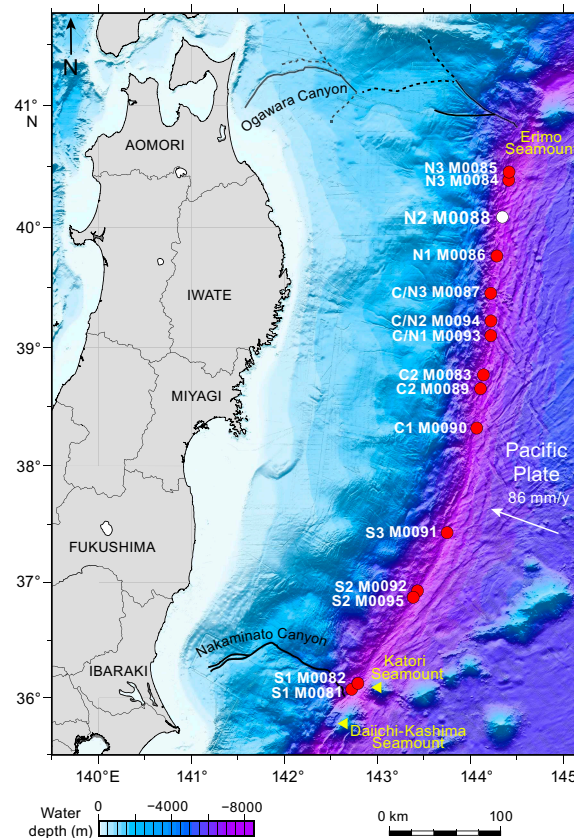 N
41°
N
Ogawara Canyon
AOMORI
Erimo
Seamount
N3 M0085
N3 M0084
40°
N2 M0088
N1 M0086
IWATE
C/N3 M0087
C/N2 M0094
C/N1 M0093
39°
C2 M0083
C2 M0089
MIYAGI
C1 M0090
38°
Pacific
Plate
86 mm/y
S3 M0091
FUKUSHIMA
37°
S2 M0092
S2 M0095
Nakaminato Canyon
Katori
Seamount
IBARAKI
S1 M0082
S1 M0081
36°
Daiichi-Kashima
Seamount
140°E 141° 142° 143° 144° 145
Water
depth (m)
0 −4000 −8000
0 km 100